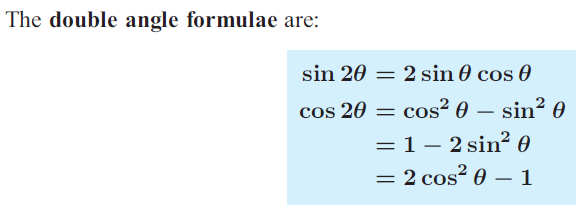 The double angle formulae are:
sin 2θ = 2 sin θ cos θ
cos 2θ = cos² θ − sin² θ
= 1 − 2 sin² θ
= 2 cos² θ − 1